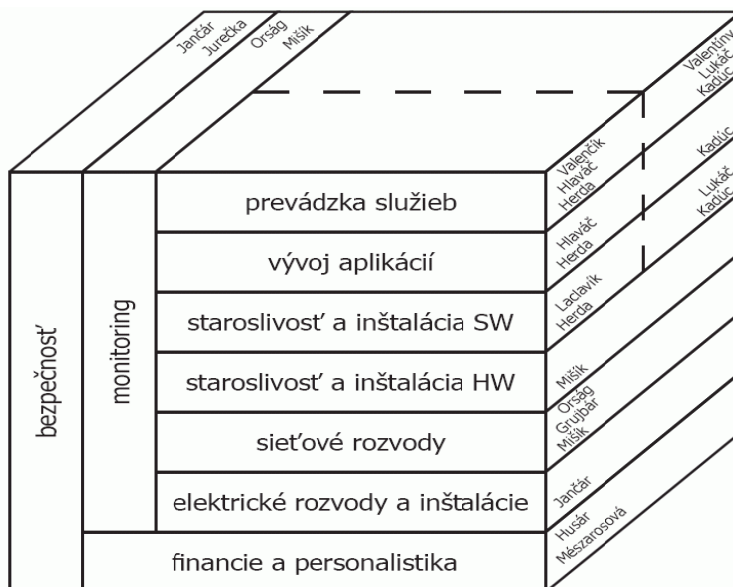 Jančár
Jurečka
Orság
Mišík
Valentíny
Lukáč
Kadúc
Kadúc
Lukáč
Kadúc
bezpečnosť
monitoring
prevádzka služieb
Valenčík
Hlaváč
Herda
vývoj aplikácií
Hlaváč
Herda
staroslivosť a inštalácia SW
Laclavík
Herda
staroslivosť a inštalácia HW
Mišík
sieťové rozvody
Orság
Grujbár
Mišík
elektrické rozvody a inštalácie
Jančár
financie a personalistika
Husár
Mészarosová